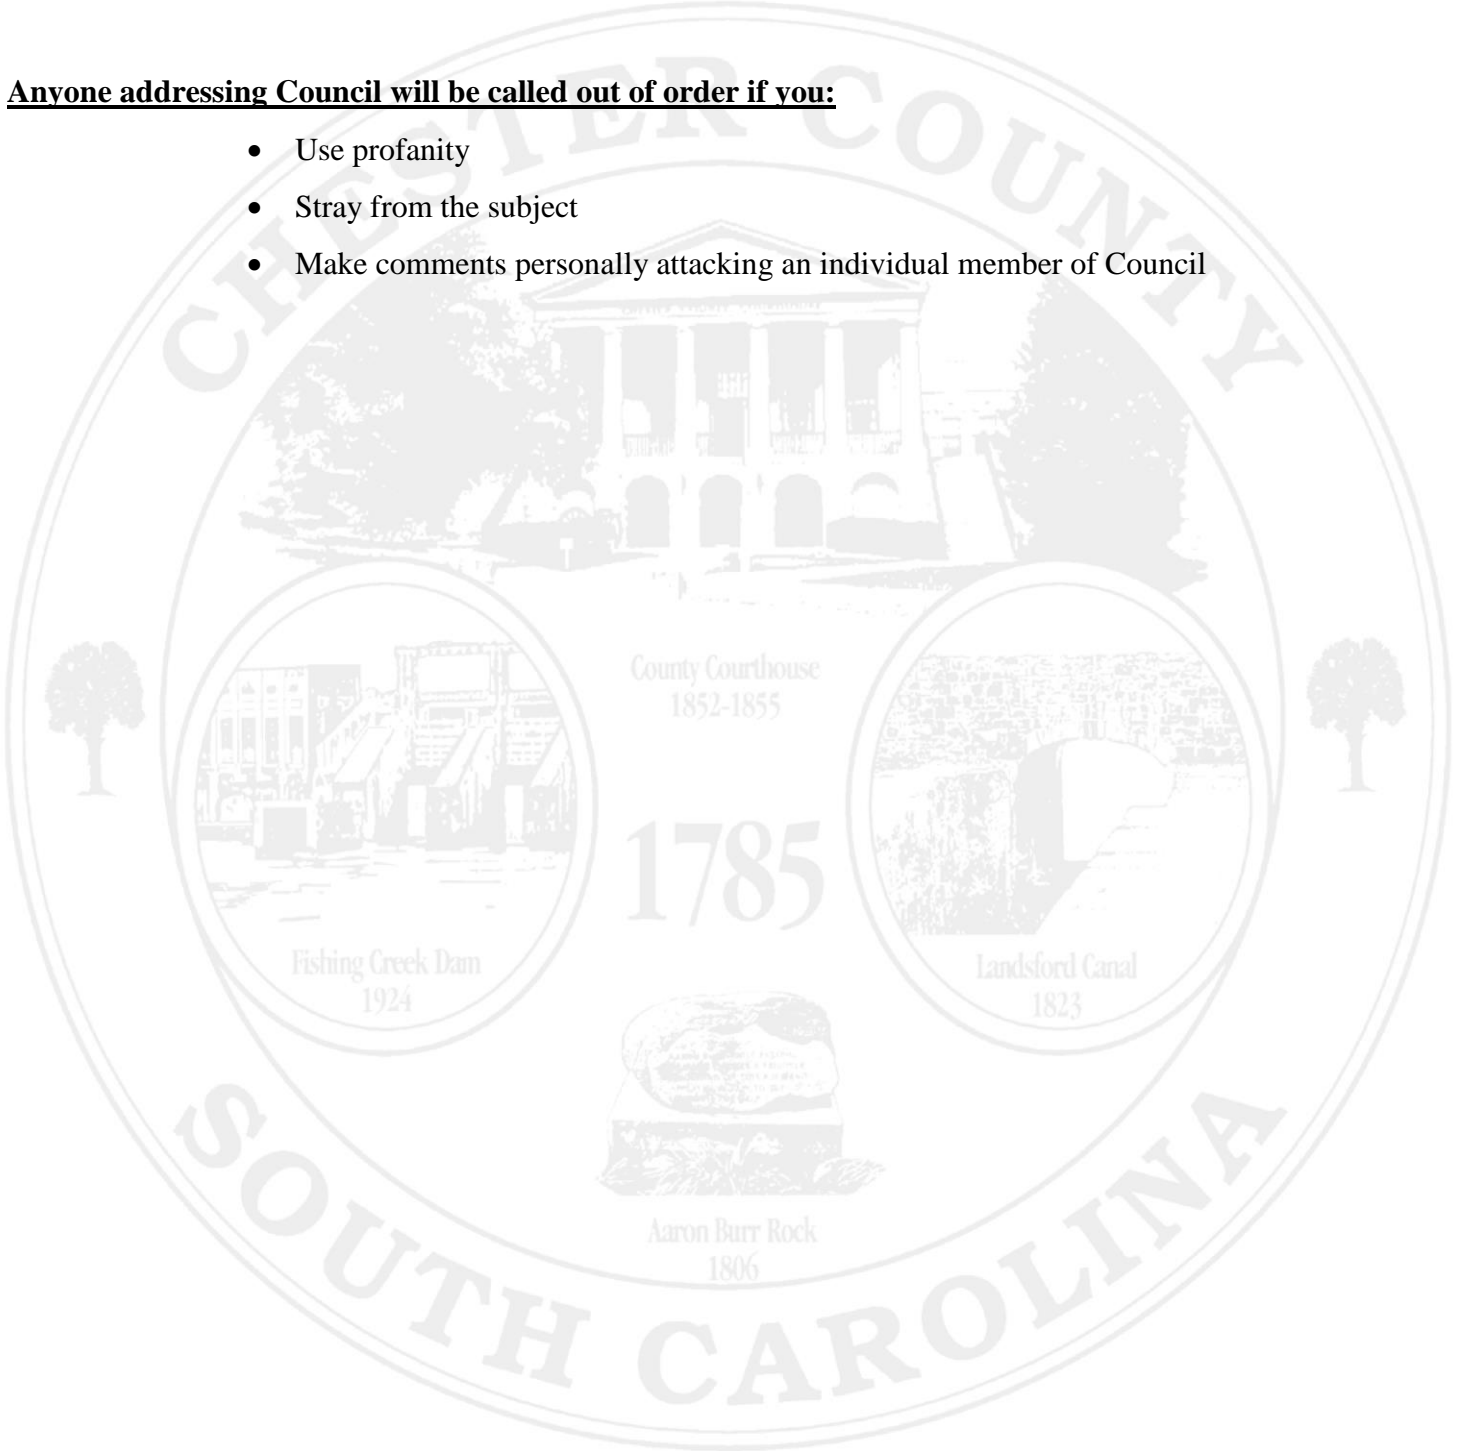 Anyone addressing Council will be called out of order if you:
• Use profanity
• Stray from the subject
• Make comments personally attacking an individual member of Council
CHESTER COUNTY
County Courthouse
1852-1855
1785
Fishing Creek Dam
1924
Landsford Canal
1823
Aaron Burr Rock
1806
SOUTH CAROLINA